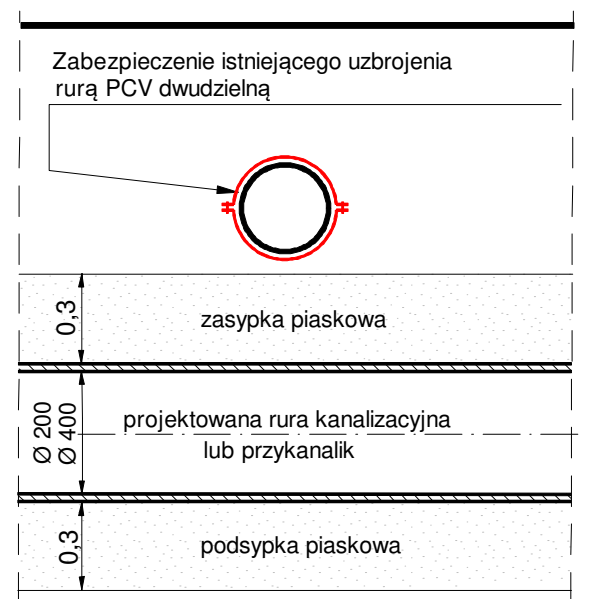 Zabezpieczenie istniejącego uzbrojenia
rurą PCV dwudzielną
0,3
zasypka piaskowa
Ø 200
Ø 400
projektowana rura kanalizacyjna
lub przykanalik
0,3
podsypka piaskowa